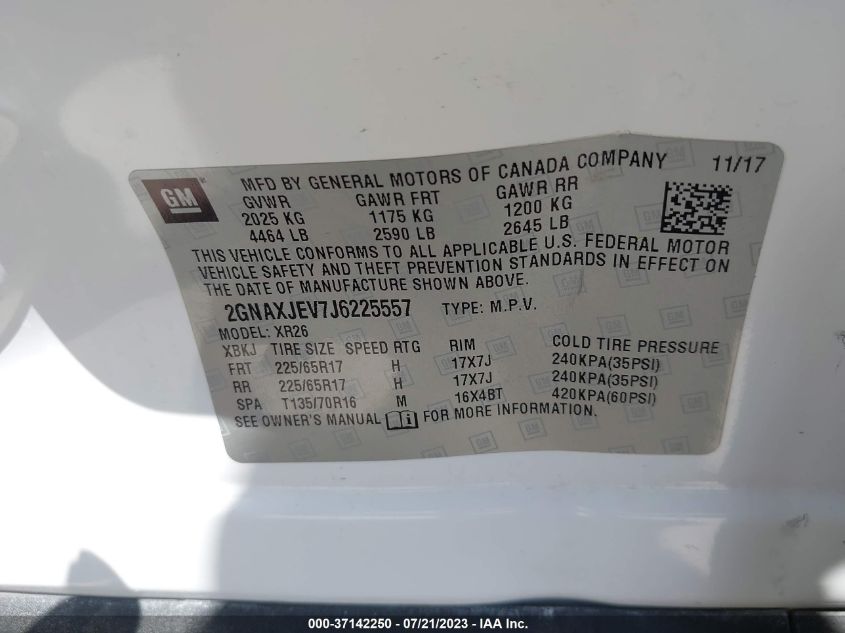 GM
MFD BY GENERAL MOTORS OF CANADA COMPANY 11/17
GVWR GAWR FRT GAWR RR
2025 KG 1175 KG 1200 KG
4464 LB 2590 LB 2645 LB
THIS VEHICLE CONFORMS TO ALL APPLICABLE U.S. FEDERAL MOTOR
VEHICLE SAFETY AND THEFT PREVENTION STANDARDS IN EFFECT ON
THE DATE OF MANUFACTURE SHOWN ABOVE.
2GNAXJEV7J6225557 TYPE: M.P.V.
MODEL: XR26
XBKJ TIRE SIZE SPEED RTG RIM COLD TIRE PRESSURE
FRT 225/65R17 H 17X7J 240KPA(35PSI)
RR 225/65R17 H 17X7J 240KPA(35PSI)
SPA T135/70R16 M 16X4BT 420KPA(60PSI)
SEE OWNER'S MANUAL FOR MORE INFORMATION
000-37142250 - 07/21/2023 - IAA Inc.